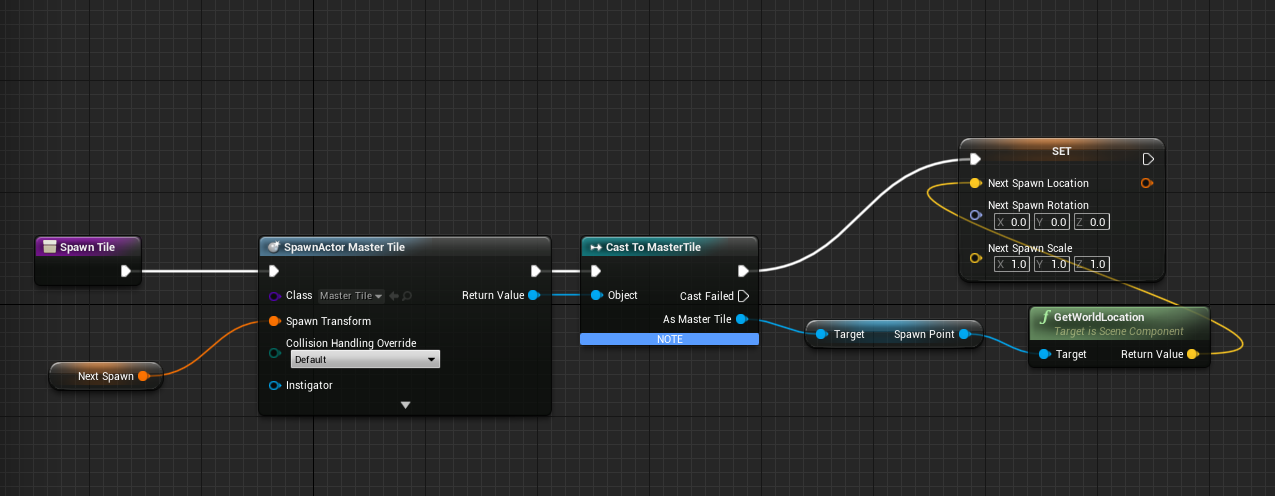 SET
Next Spawn Location
Next Spawn Rotation
X 0.0 Y 0.0 Z 0.0
Next Spawn Scale
X 1.0 Y 1.0 Z 1.0
Spawn Tile
SpawnActor Master Tile
Class Master Tile Return Value
Spawn Transform
Collision Handling Override
Default
Instigator
Next Spawn
Cast To MasterTile
Object Cast Failed
As Master Tile
NOTE
Target Spawn Point
f GetWorldLocation
Target is Scene Component
Target Return Value